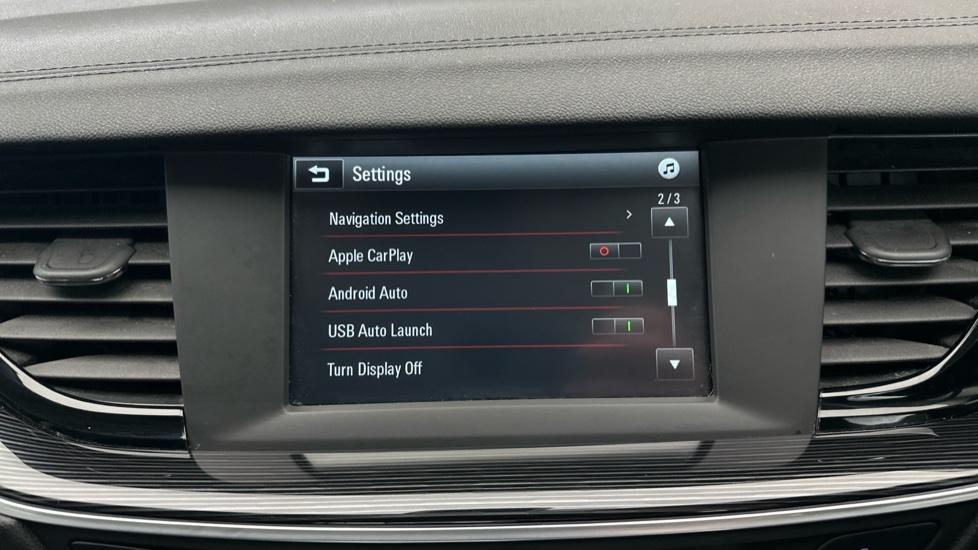 Settings
2/3
Navigation Settings
Apple CarPlay
Android Auto
USB Auto Launch
Turn Display Off